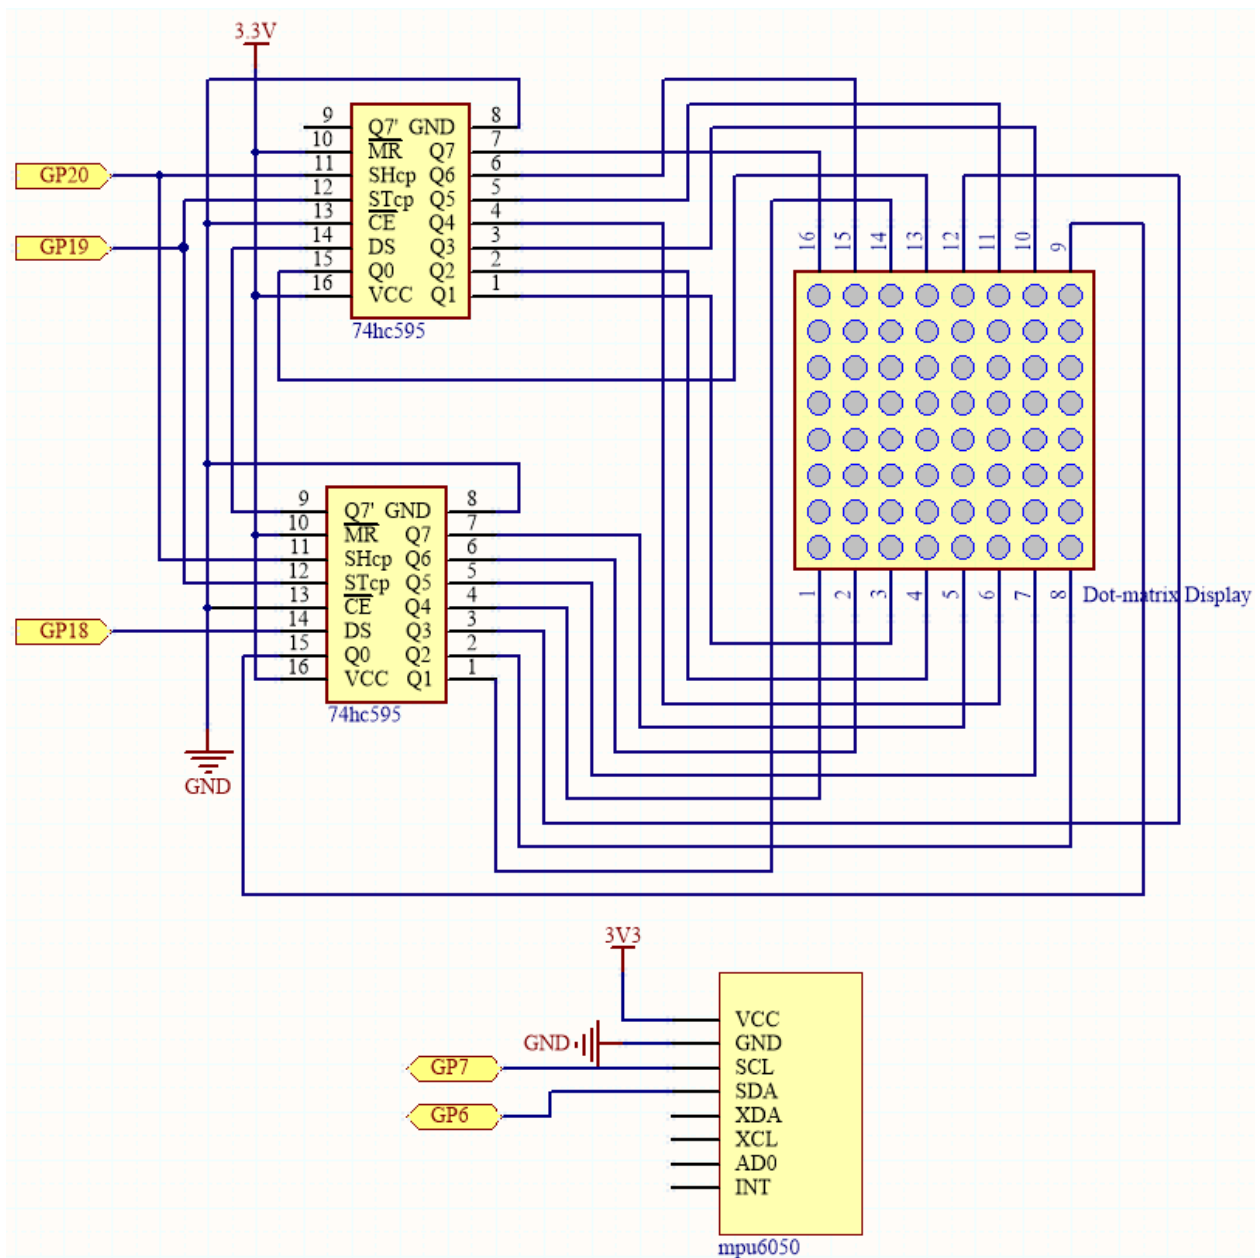 3.3V
9 Q7' GND 8
10 MR Q7 7
GP20 11 SHcp Q6 6
12 STcp Q5 5
13 CE Q4 4
GP19 14 DS Q3 3
15 Q0 Q2 2
16 VCC Q1 1
74hc595
16 15 14 13 12 11 10 9
9 Q7' GND 8
10 MR Q7 7
11 SHcp Q6 6
12 STcp Q5 5
13 CE Q4 4
GP18 14 DS Q3 3
15 Q0 Q2 2
16 VCC Q1 1
74hc595
GND
1 2 3 4 5 6 7 8 Dot-matrix Display
3V3
VCC
GND GND
GP7 SCL
SDA
GP6 XDA
XCL
AD0
INT
mpu6050